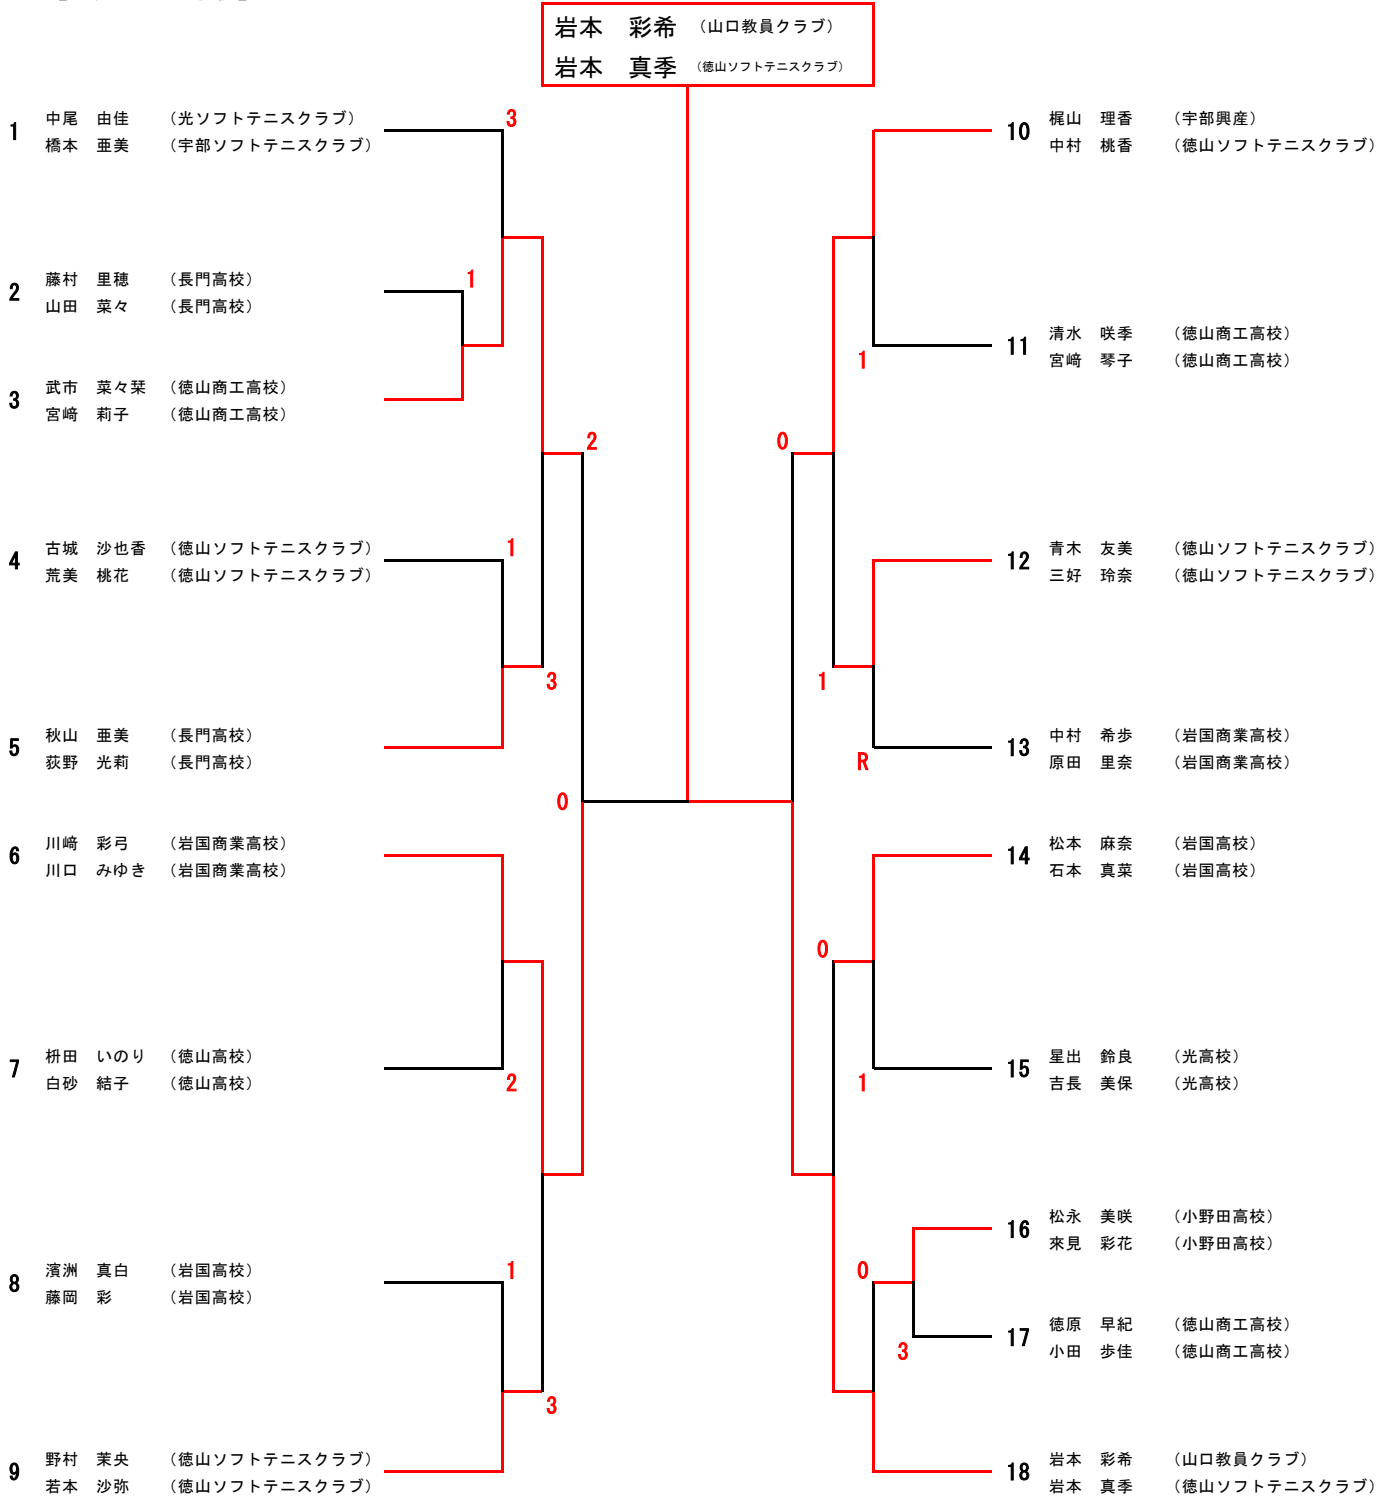 岩本 彩希 (山口教員クラブ)
岩本 真季 (徳山ソフトテニスクラブ)
1 中尾 由佳 (光ソフトテニスクラブ)
橋本 亜美 (宇部ソフトテニスクラブ)
3
2 藤村 里穂 (長門高校)
山田 菜々 (長門高校)
1
3 武市 菜々栞 (徳山商工高校)
宮﨑 莉子 (徳山商工高校)
2
4 古城 沙也香 (徳山ソフトテニスクラブ)
荒美 桃花 (徳山ソフトテニスクラブ)
1
3
5 秋山 亜美 (長門高校)
荻野 光莉 (長門高校)
0
6 川﨑 彩弓 (岩国商業高校)
川口 みゆき (岩国商業高校)
7 枡田 いのり (徳山高校)
白砂 結子 (徳山高校)
2
8 濱洲 真白 (岩国高校)
藤岡 彩 (岩国高校)
1
3
9 野村 茉央 (徳山ソフトテニスクラブ)
若本 沙弥 (徳山ソフトテニスクラブ)
10 梶山 理香 (宇部興産)
中村 桃香 (徳山ソフトテニスクラブ)
11 清水 咲季 (徳山商工高校)
宮﨑 琴子 (徳山商工高校)
1
0
12 青木 友美 (徳山ソフトテニスクラブ)
三好 玲奈 (徳山ソフトテニスクラブ)
1
13 中村 希歩 (岩国商業高校)
原田 里奈 (岩国商業高校)
R
14 松本 麻奈 (岩国高校)
石本 真菜 (岩国高校)
0
15 星出 鈴良 (光高校)
吉長 美保 (光高校)
1
16 松永 美咲 (小野田高校)
來見 彩花 (小野田高校)
0
17 徳原 早紀 (徳山商工高校)
小田 歩佳 (徳山商工高校)
3
18 岩本 彩希 (山口教員クラブ)
岩本 真季 (徳山ソフトテニスクラブ)